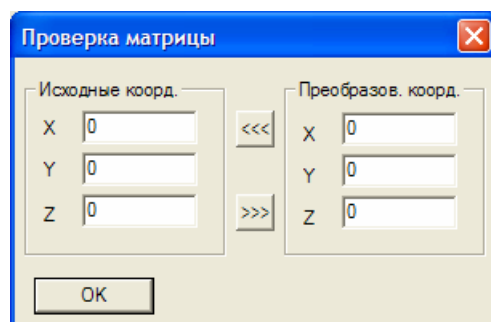 Проверка матрицы
Исходные коорд.
X 0
Y 0
Z 0
<<<
>>>
Преобразов. коорд.
X 0
Y 0
Z 0
OK